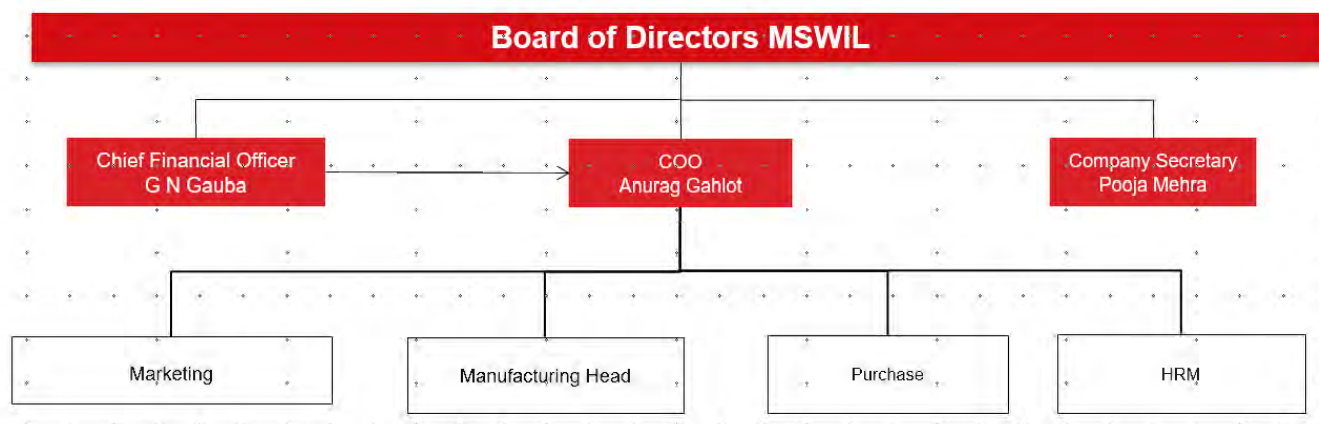 Board of Directors MSWIL
Chief Financial Officer
G N Gauba
COO
Anurag Gahlot
Company Secretary
Pooja Mehra
Marketing
Manufacturing Head
Purchase
HRM